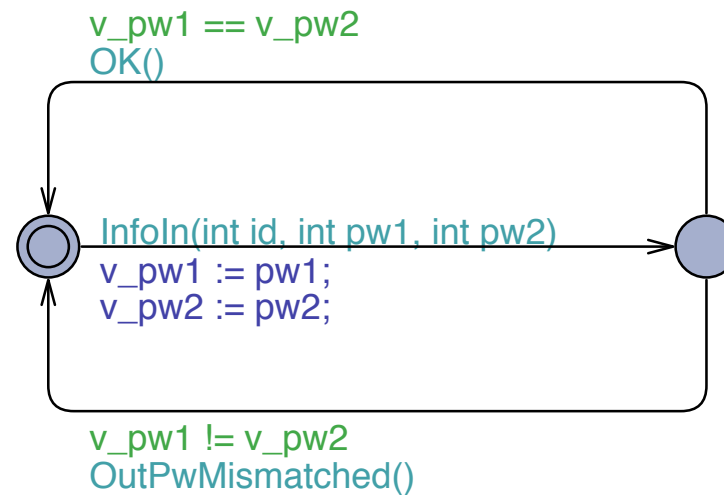 v_pw1 == v_pw2
OK()
InfoIn(int id, int pw1, int pw2)
v_pw1 := pw1;
v_pw2 := pw2;
v_pw1 != v_pw2
OutPwMismatched()